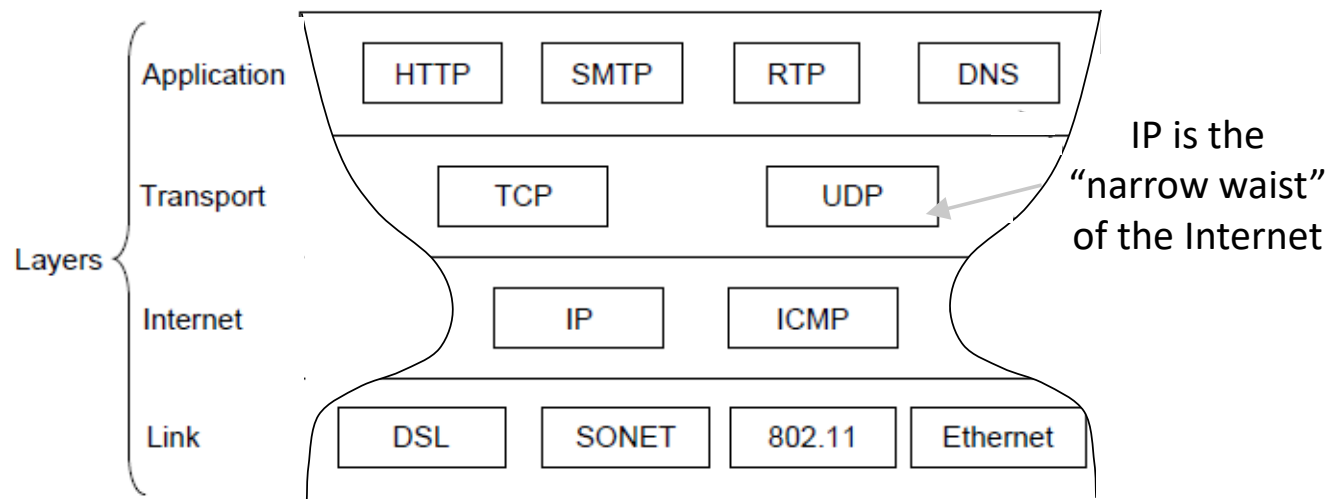 Application HTTP SMTP RTP DNS
IP is the
“narrow waist”
of the Internet
Transport TCP UDP
Layers
Internet IP ICMP
Link DSL SONET 802.11 Ethernet